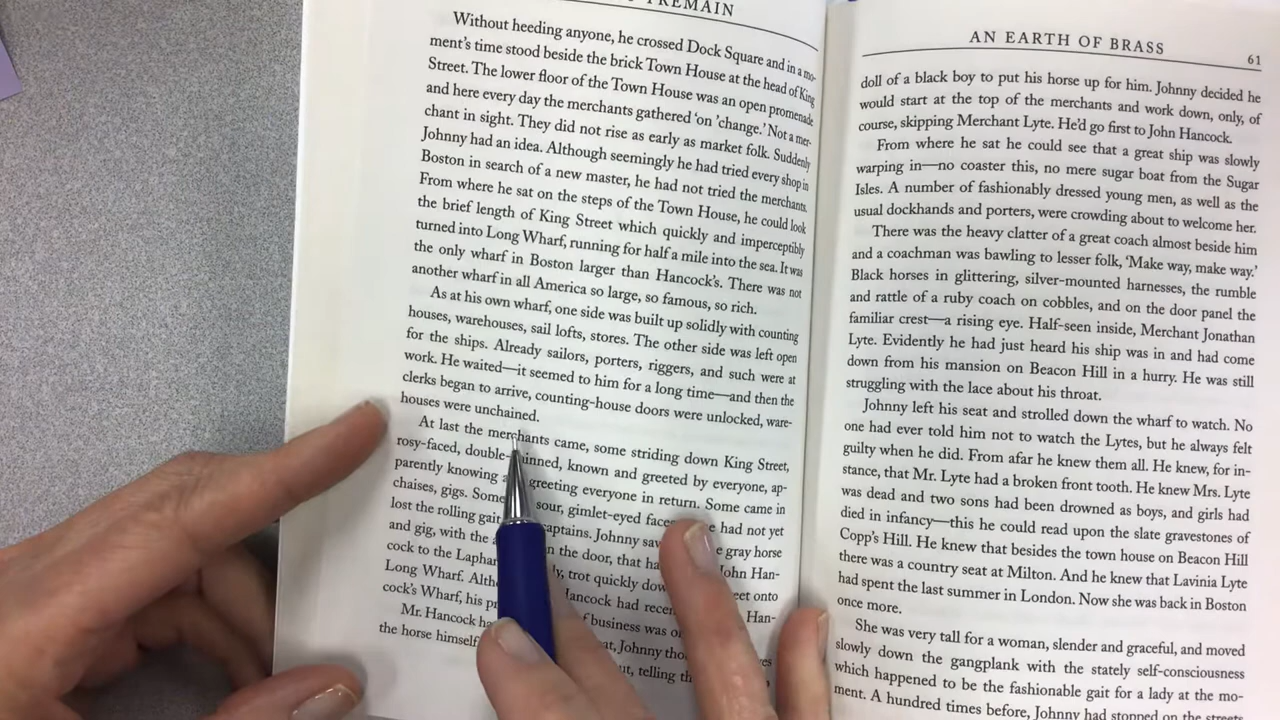 TREMAIN
Without heeding anyone, he crossed Dock Square and in a mo-
ment's time stood beside the brick Town House at the head of King
Street. The lower floor of the Town House was an open promenade
and here every day the merchants gathered 'on 'change.' Not a mer-
chant in sight. They did not rise as early as market folk. Suddenly
Johnny had an idea. Although seemingly he had tried every shop in
Boston in search of a new master, he had not tried the merchants.
From where he sat on the steps of the Town House, he could look
the brief length of King Street which quickly and imperceptibly
turned into Long Wharf, running for half a mile into the sea. It was
the only wharf in Boston larger than Hancock's. There was not
another wharf in all America so large, so famous, so rich.
As at his own wharf, one side was built up solidly with counting
houses, warehouses, sail lofts, stores. The other side was left open
for the ships. Already sailors, porters, riggers, and such were at
work. He waited—it seemed to him for a long time—and then the
clerks began to arrive, counting-house doors were unlocked, ware-
houses were unchained.
At last the merchants came, some striding down King Street,
rosy-faced, double-chinned, known and greeted by everyone, ap-
parently knowing greeting everyone in return. Some came in
chaises, gigs. Some sour, gimlet-eyed had not yet
lost the rolling gait captains. Johnny gray horse
and gig, with the on the door, that John Han-
cock to the trot quickly onto
Long Wharf. Hancock had Han-
cock's Wharf, his of business was
Mr. Hancock Johnny
the horse telling
AN EARTH OF BRASS 61
doll of a black boy to put his horse up for him. Johnny decided he
would start at the top of the merchants and work down, only, of
course, skipping Merchant Lyte. He'd go first to John Hancock.
From where he sat he could see that a great ship was slowly
warping in—no coaster this, no mere sugar boat from the Sugar
Isles. A number of fashionably dressed young men, as well as the
usual dockhands and porters, were crowding about to welcome her.
There was the heavy clatter of a great coach almost beside him
and a coachman was bawling to lesser folk, 'Make way, make way.'
Black horses in glittering, silver-mounted harnesses, the rumble
and rattle of a ruby coach on cobbles, and on the door panel the
familiar crest—a rising eye. Half-seen inside, Merchant Jonathan
Lyte. Evidently he had just heard his ship was in and had come
down from his mansion on Beacon Hill in a hurry. He was still
struggling with the lace about his throat.
Johnny left his seat and strolled down the wharf to watch. No
one had ever told him not to watch the Lytes, but he always felt
guilty when he did. From afar he knew them all. He knew, for in-
stance, that Mr. Lyte had a broken front tooth. He knew Mrs. Lyte
was dead and two sons had been drowned as boys, and girls had
died in infancy—this he could read upon the slate gravestones of
Copp's Hill. He knew that besides the town house on Beacon Hill
there was a country seat at Milton. And he knew that Lavinia Lyte
had spent the last summer in London. Now she was back in Boston
once more.
She was very tall for a woman, slender and graceful, and moved
slowly down the gangplank with the stately self-consciousness
which happened to be the fashionable gait for a lady at the mo-
ment. A hundred times before, Johnny had stopped on the streets